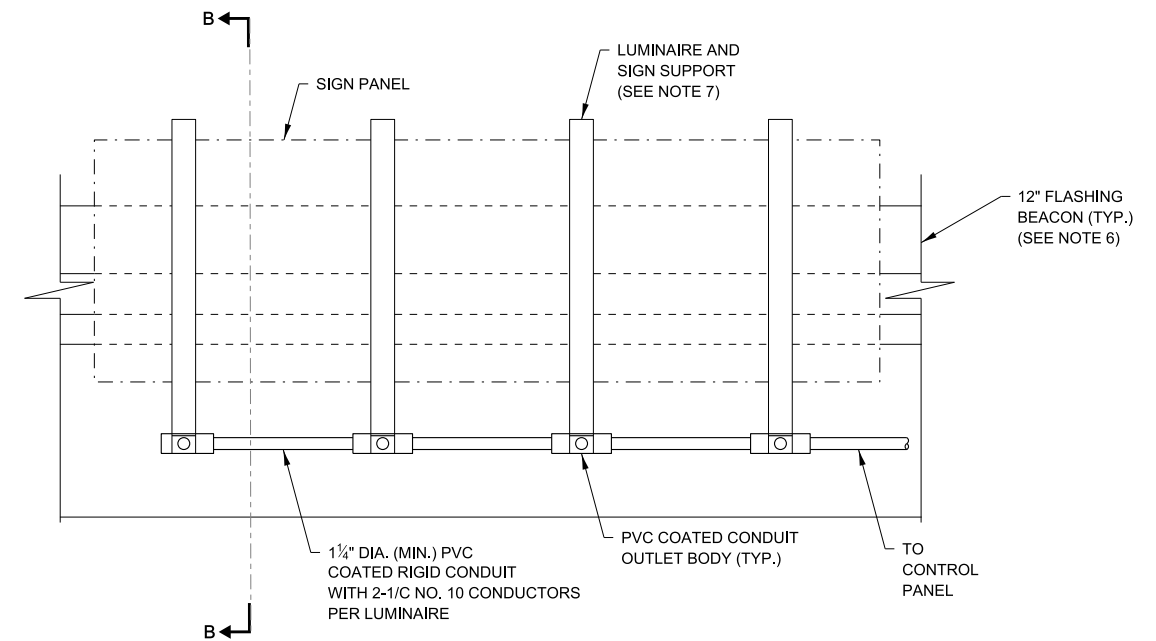 B
SIGN PANEL
LUMINAIRE AND
SIGN SUPPORT
(SEE NOTE 7)
12" FLASHING
BEACON (TYP.)
(SEE NOTE 6)
1¼" DIA. (MIN.) PVC
COATED RIGID CONDUIT
WITH 2-1/C NO. 10 CONDUCTORS
PER LUMINAIRE
PVC COATED CONDUIT
OUTLET BODY (TYP.)
TO
CONTROL
PANEL
B